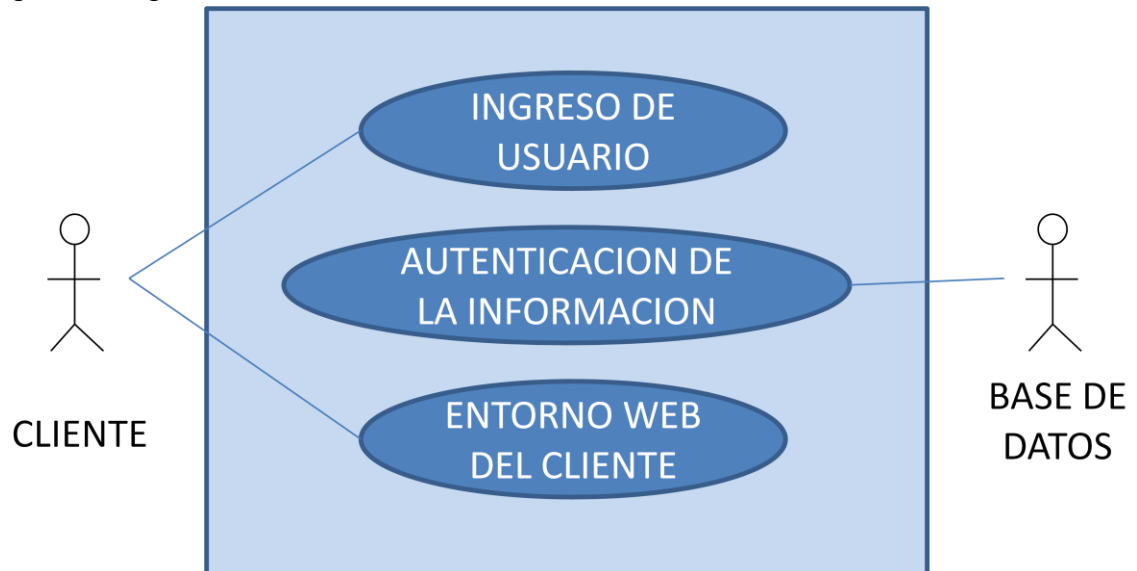 INGRESO DE
USUARIO
AUTENTICACION DE
LA INFORMACION
ENTORNO WEB
DEL CLIENTE
CLIENTE
BASE DE
DATOS